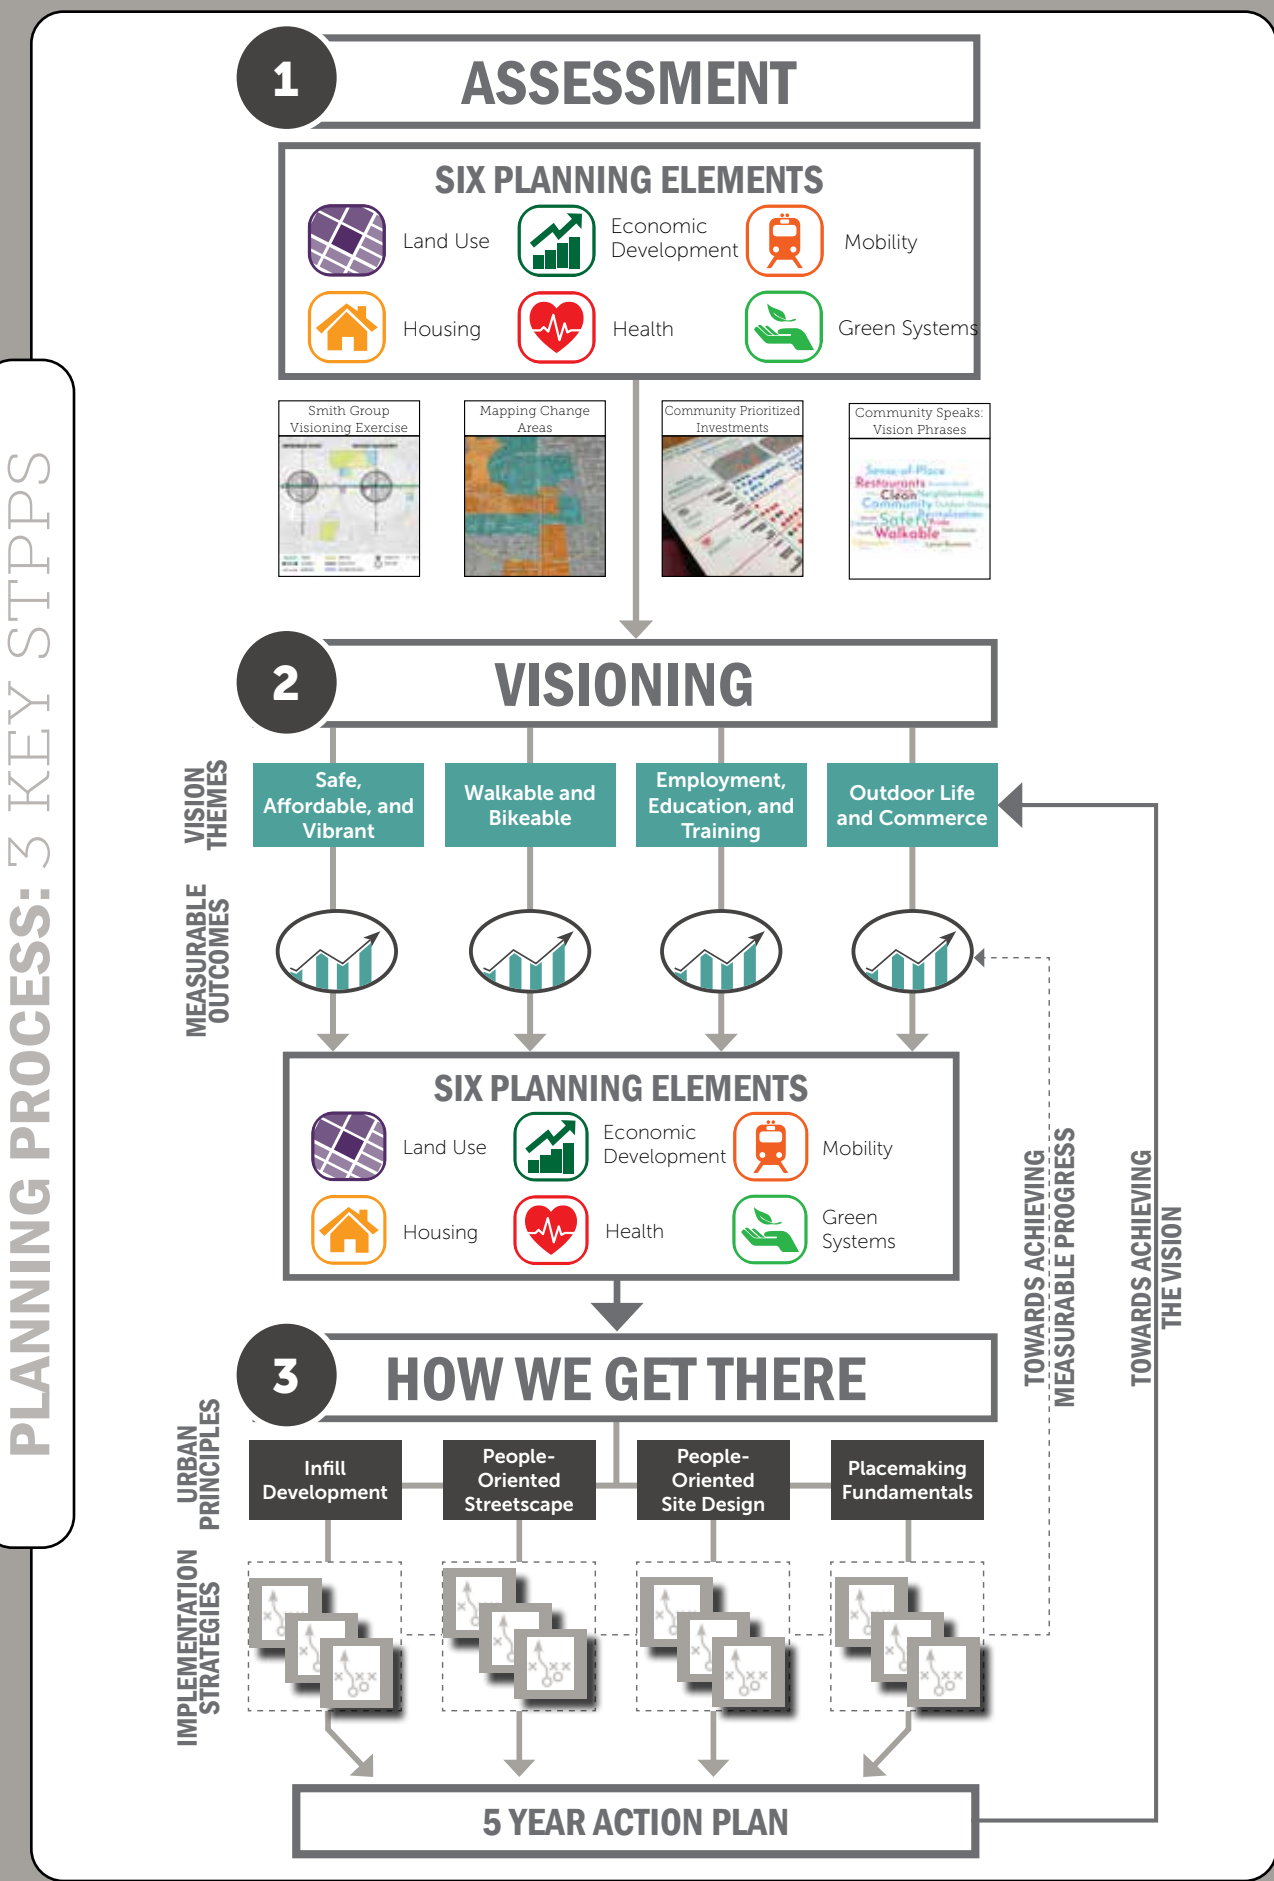 PLANNING PROCESS: 3 KEY STPPS
1
ASSESSMENT
SIX PLANNING ELEMENTS
Land Use
Economic
Development
Mobility
Housing
Health
Green Systems
Smith Group
Visioning Exercise
Mapping Change
Areas
Community Prioritized
Investments
Community Speaks:
Vision Phrases
Sense-of-Place
Restaurants
Clean
Community
Safety
Walkable
2
VISIONING
VISION
THEMES
Safe,
Affordable, and
Vibrant
Walkable and
Bikeable
Employment,
Education, and
Training
Outdoor Life
and Commerce
MEASURABLE
OUTCOMES
SIX PLANNING ELEMENTS
Land Use
Economic
Development
Mobility
Housing
Health
Green
Systems
TOWARDS ACHIEVING
MEASURABLE PROGRESS
TOWARDS ACHIEVING
THE VISION
3
HOW WE GET THERE
URBAN
PRINCIPLES
Infill
Development
People-
Oriented
Streetscape
People-
Oriented
Site Design
Placemaking
Fundamentals
IMPLEMENTATION
STRATEGIES
5 YEAR ACTION PLAN